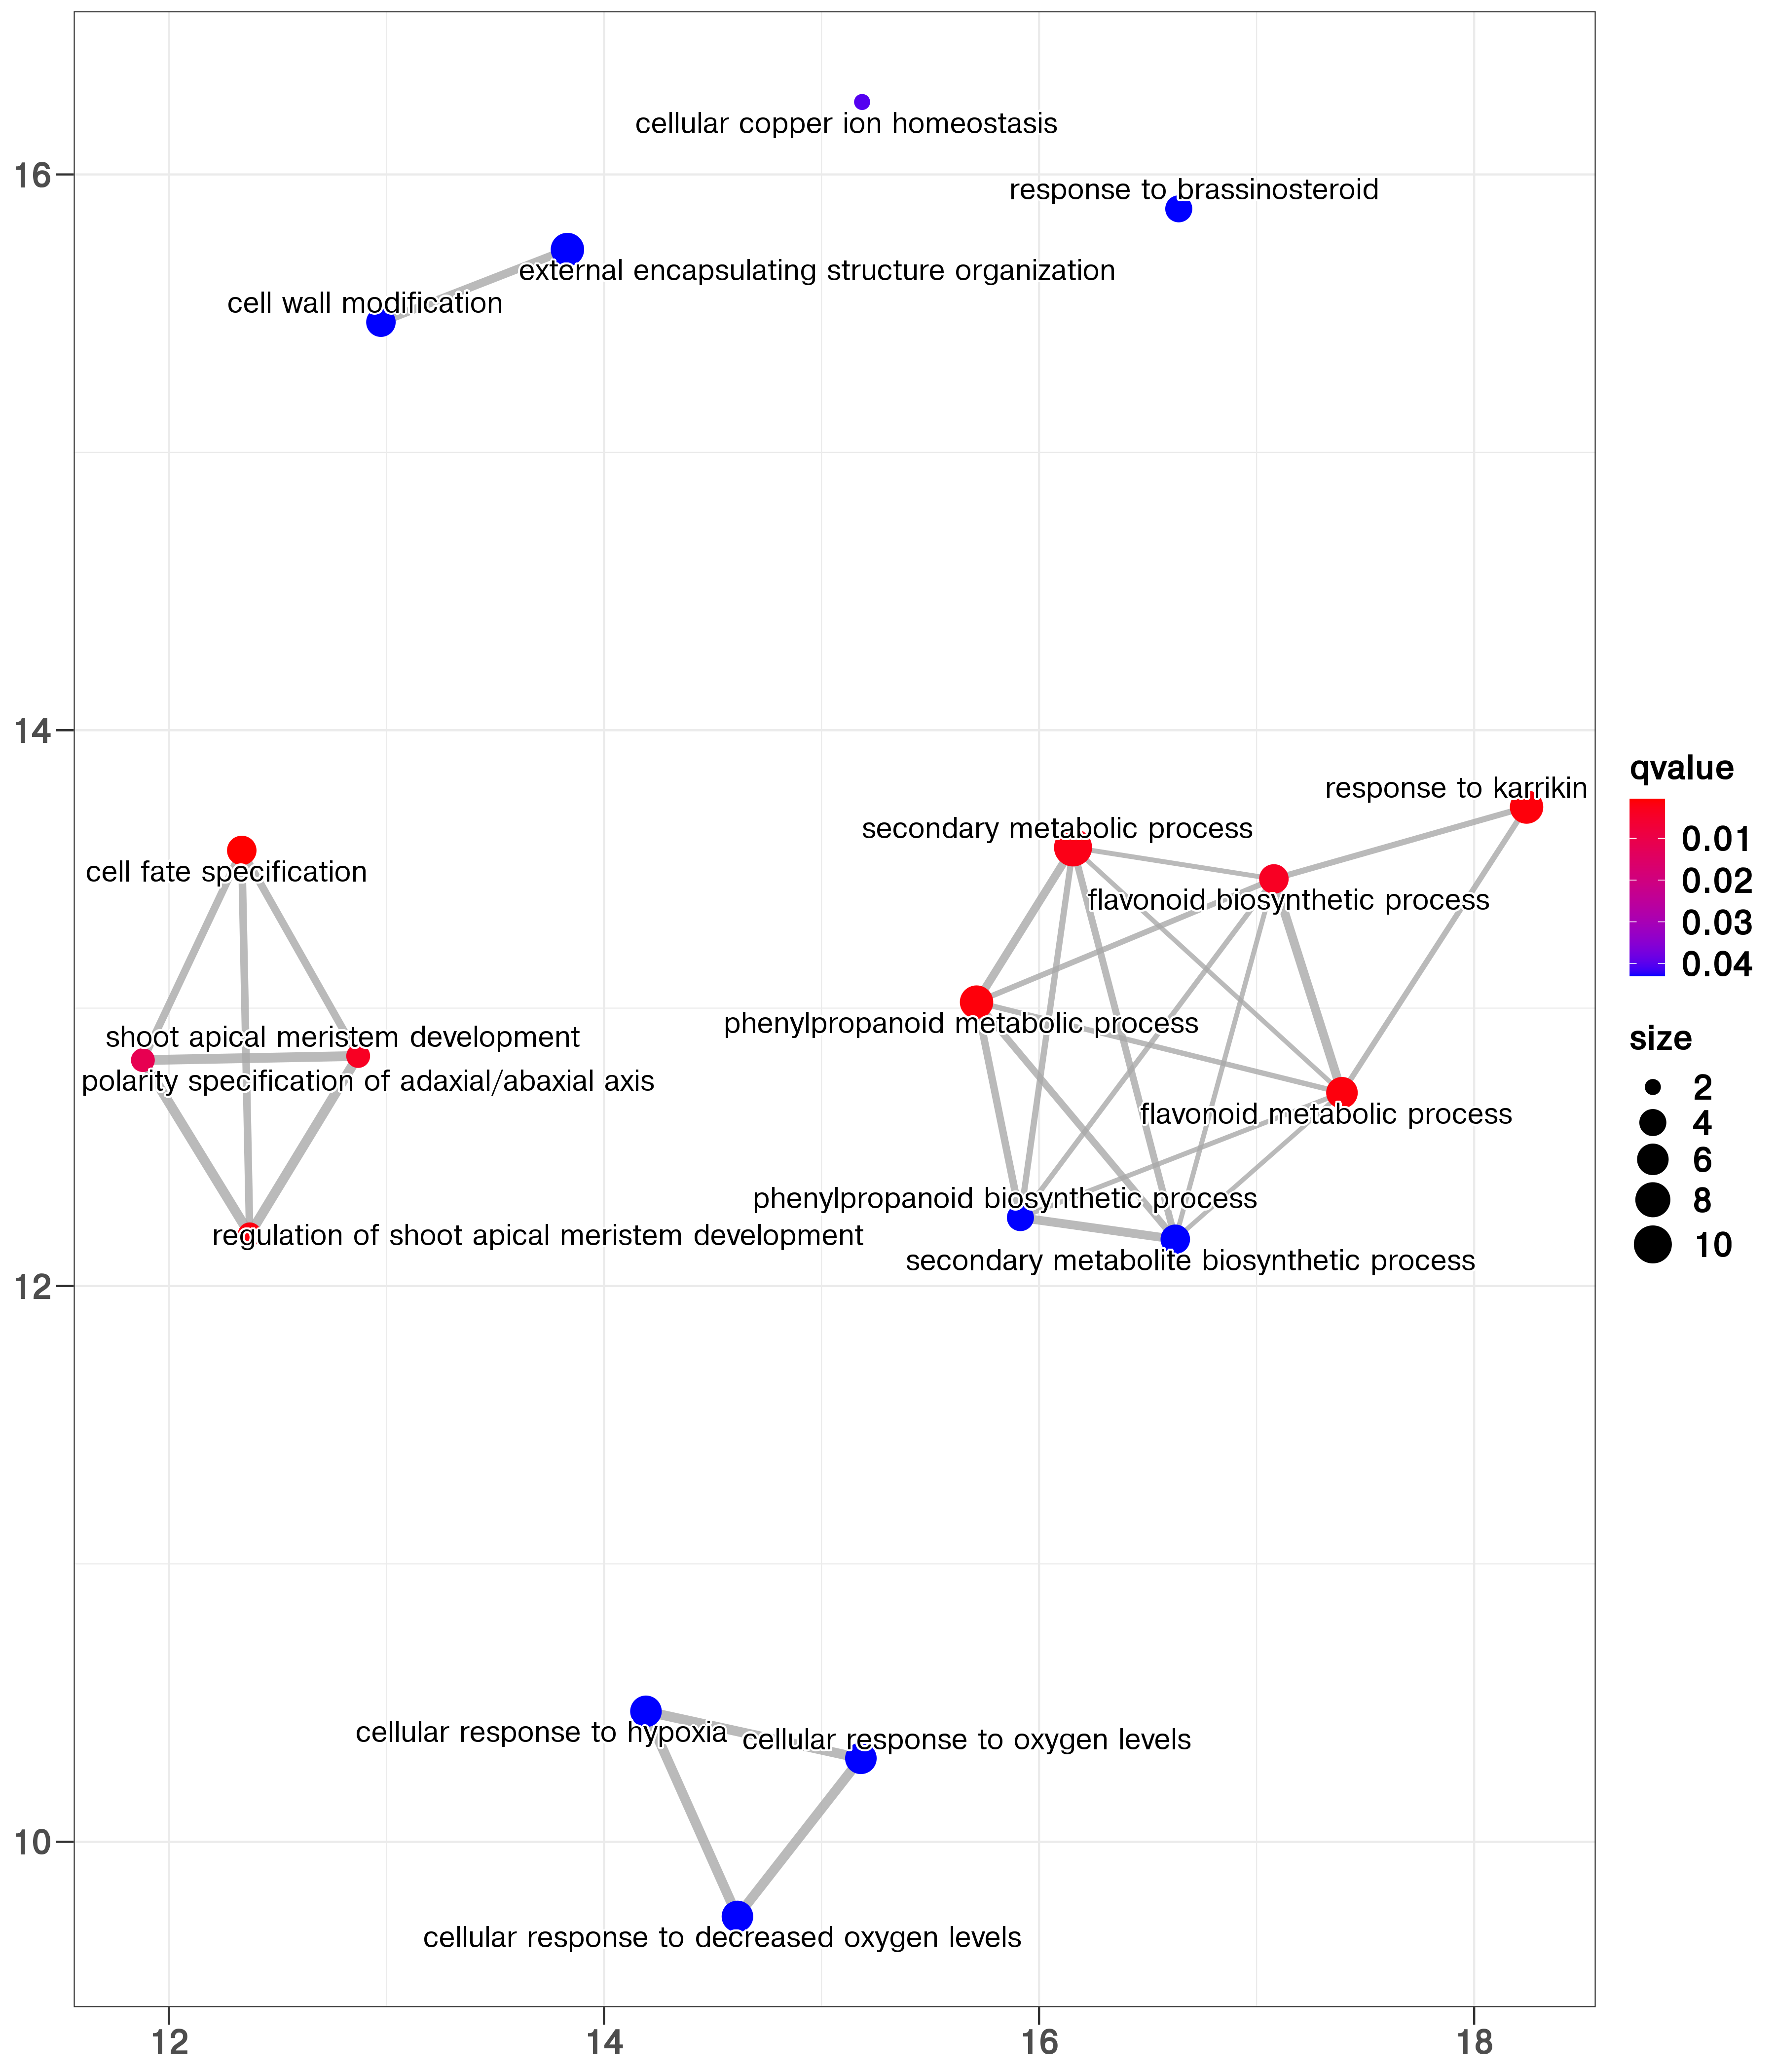 cellular copper ion homeostasis
16
response to brassinosteroid
external encapsulating structure organization
cell wall modification
14
response to karrikin
secondary metabolic process
cell fate specification
flavonoid biosynthetic process
phenylpropanoid metabolic process
shoot apical meristem development
polarity specification of adaxial/abaxial axis
flavonoid metabolic process
phenylpropanoid biosynthetic process
regulation of shoot apical meristem development
secondary metabolite biosynthetic process
12
cellular response to hypoxia
cellular response to oxygen levels
10
cellular response to decreased oxygen levels
12
14
16
18
qvalue
0.01
0.02
0.03
0.04
size
2
4
6
8
10